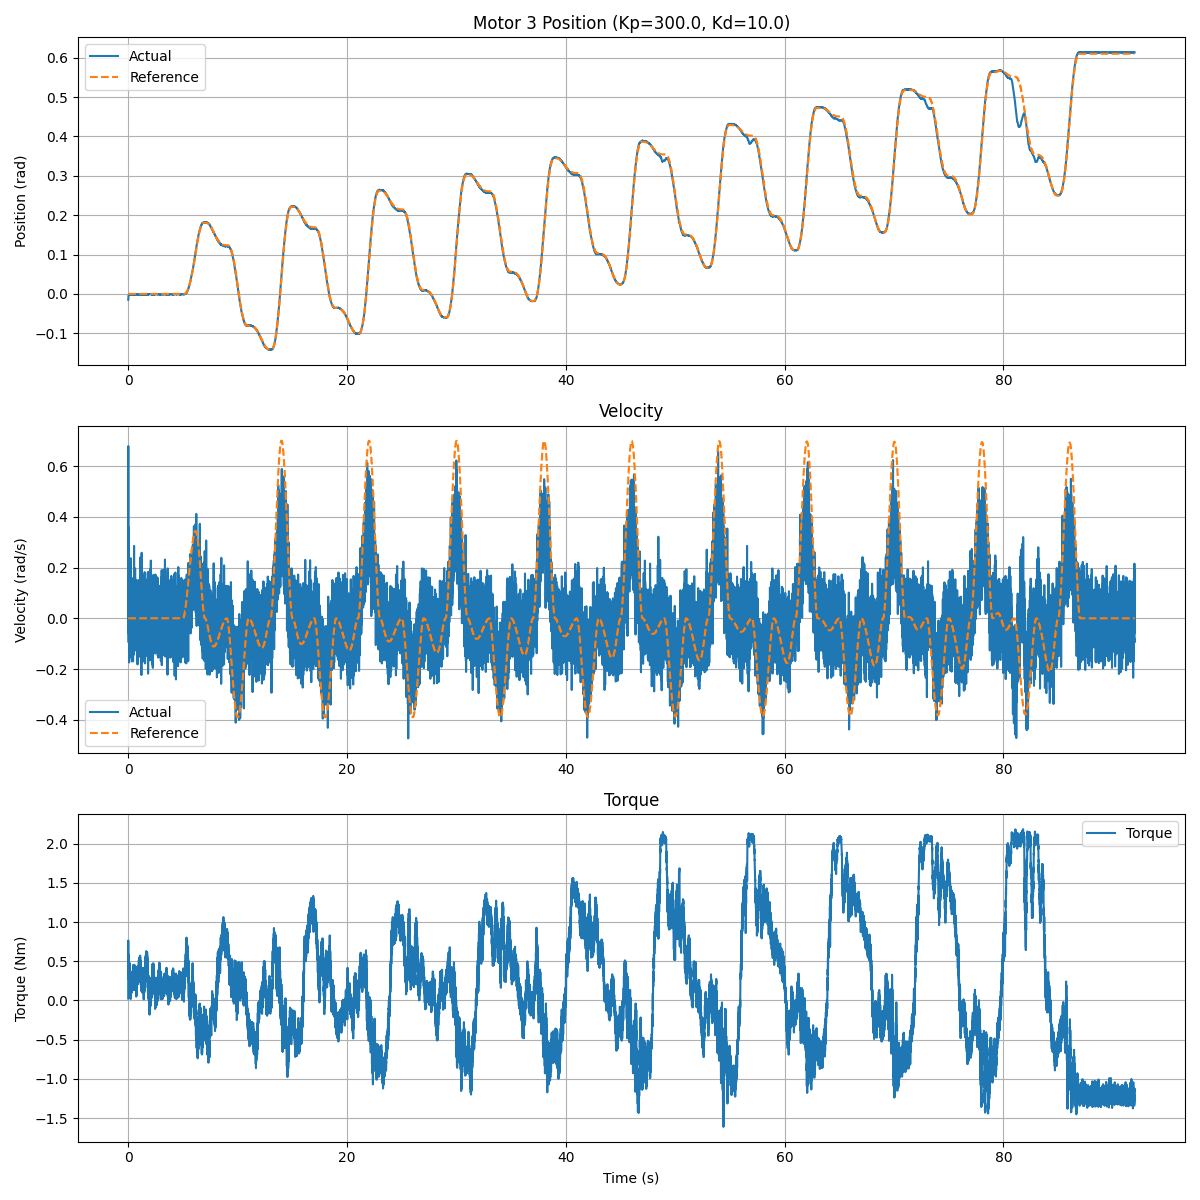 Motor 3 Position (Kp=300.0, Kd=10.0)
Actual
Reference
Position (rad)
0.6
0.5
0.4
0.3
0.2
0.1
0.0
−0.1
0 20 40 60 80
Velocity
Velocity (rad/s)
0.6
0.4
0.2
0.0
−0.2
−0.4
Actual
Reference
0 20 40 60 80
Torque
Torque
Torque (Nm)
2.0
1.5
1.0
0.5
0.0
−0.5
−1.0
−1.5
0 20 40 60 80
Time (s)